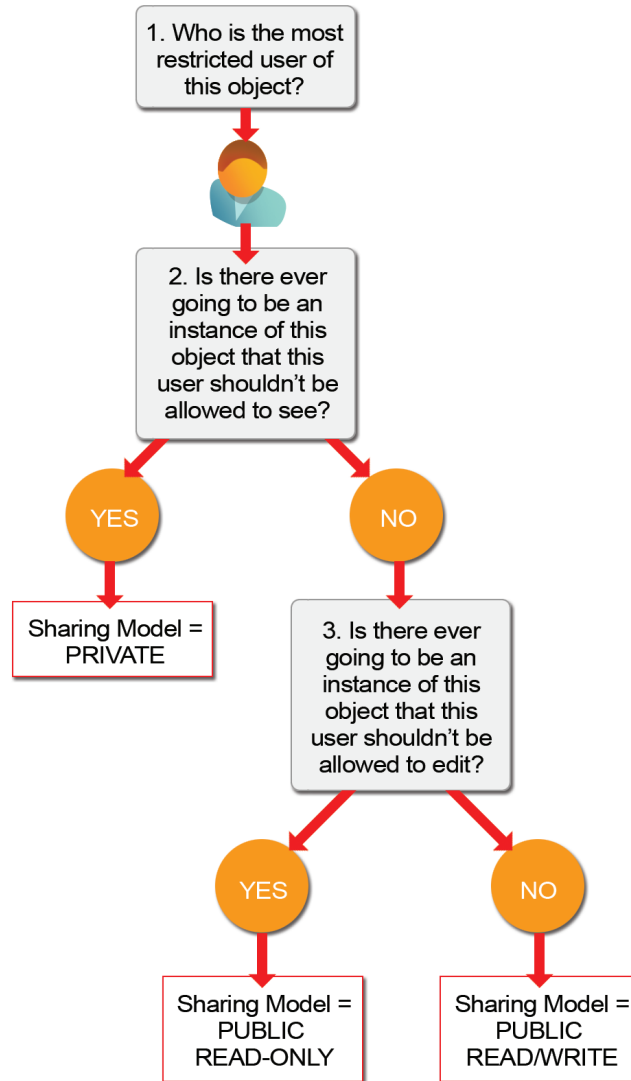 1. Who is the most
restricted user of
this object?
2. Is there ever
going to be an
instance of this
object that this
user shouldn't be
allowed to see?
YES
NO
Sharing Model =
PRIVATE
3. Is there ever
going to be an
instance of this
object that this
user shouldn't be
allowed to edit?
YES
NO
Sharing Model =
PUBLIC
READ-ONLY
Sharing Model =
PUBLIC
READ/WRITE